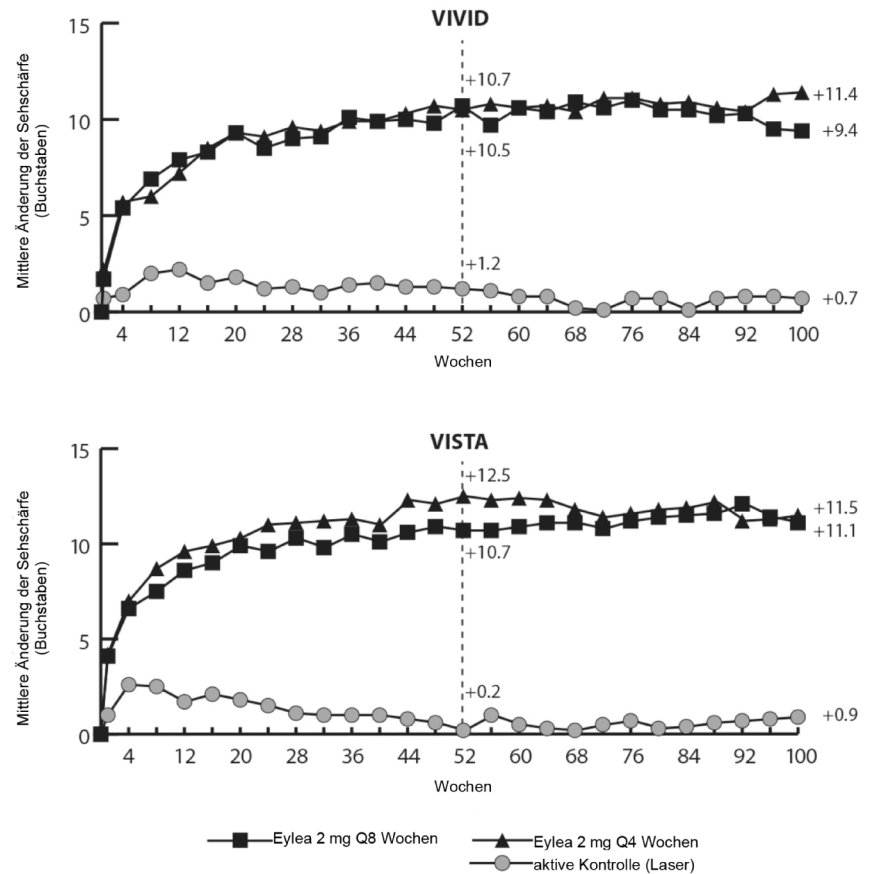 VIVID
Mittlere Änderung der Sehschärfe
(Buchstaben)
15
10
5
0
+10.7
+10.5
+1.2
+11.4
+9.4
+0.7
4 12 20 28 36 44 52 60 68 76 84 92 100
Wochen
VISTA
Mittlere Änderung der Sehschärfe
(Buchstaben)
15
10
5
0
+12.5
+10.7
+0.2
+11.5
+11.1
+0.9
4 12 20 28 36 44 52 60 68 76 84 92 100
Wochen
Eylea 2 mg Q8 Wochen
Eylea 2 mg Q4 Wochen
aktive Kontrolle (Laser)